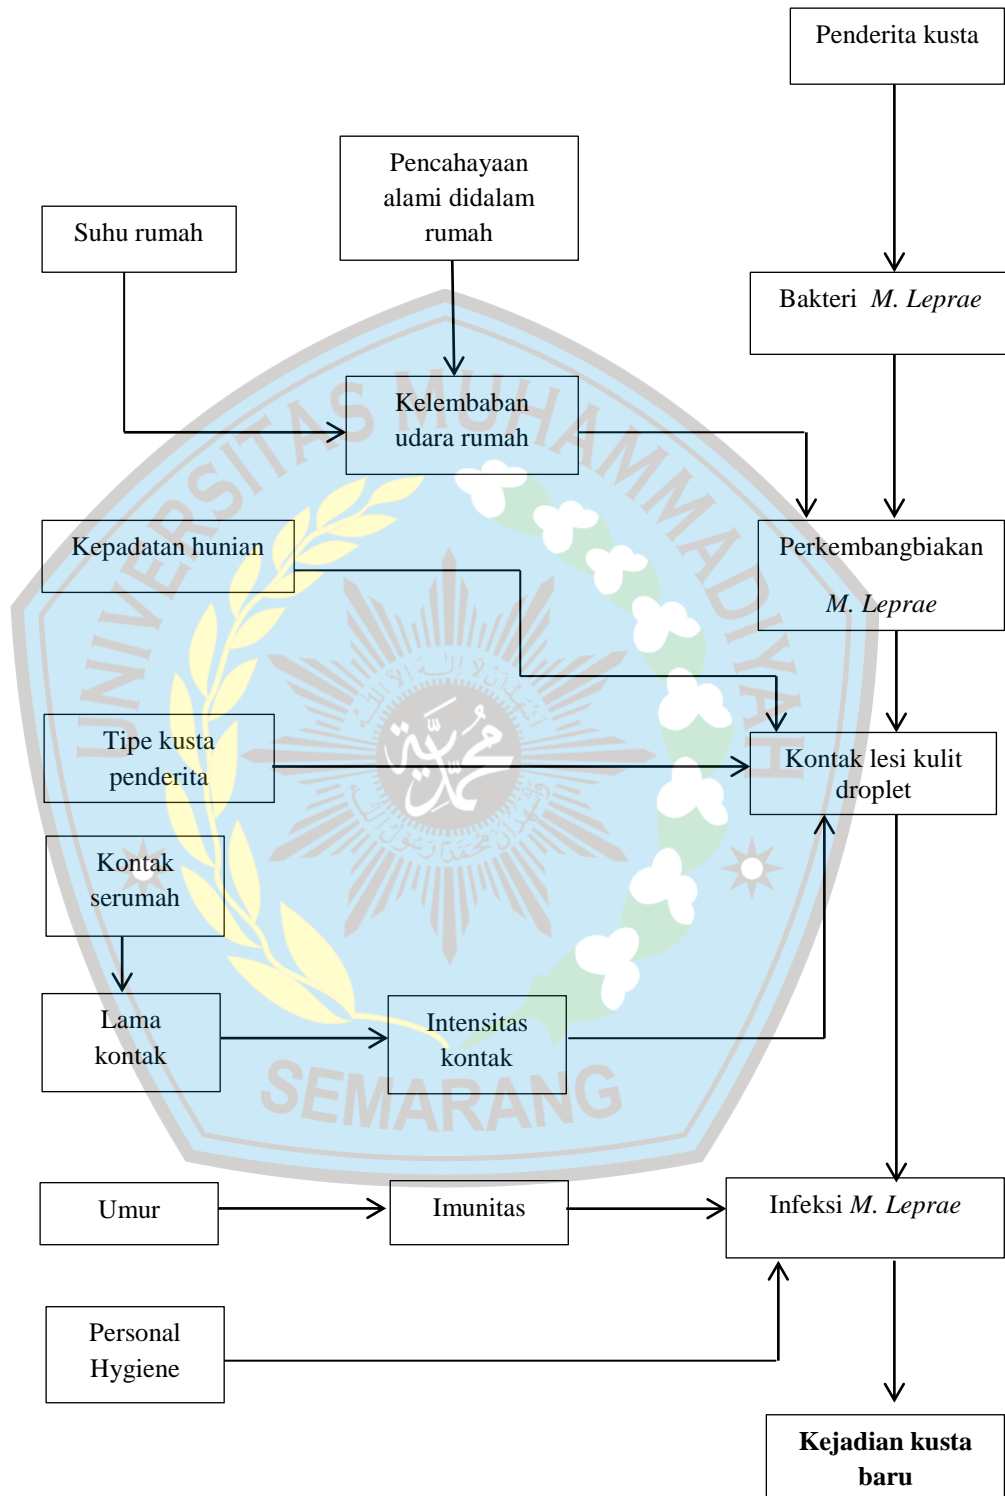 Penderita kusta
Pencahayaan
alami didalam
rumah
Suhu rumah
Bakteri M. Leprae
Kelembaban
udara rumah
Kepadatan hunian
Perkembangbiakan
M. Leprae
Tipe kusta
penderita
Kontak lesi kulit
droplet
Kontak
serumah
Lama
kontak
Intensitas
kontak
Umur
Imunitas
Infeksi M. Leprae
Personal
Hygiene
Kejadian kusta
baru
UNIVERSITAS MUHAMMADIYAH
SEMARANG